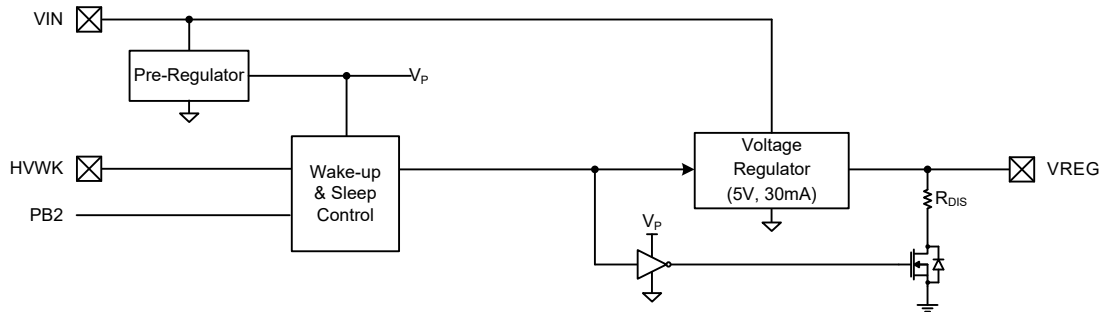 VIN
Pre-Regulator
VP
HVWK
Wake-up
& Sleep
Control
PB2
Voltage
Regulator
(5V, 30mA)
VREG
RDIS
VP